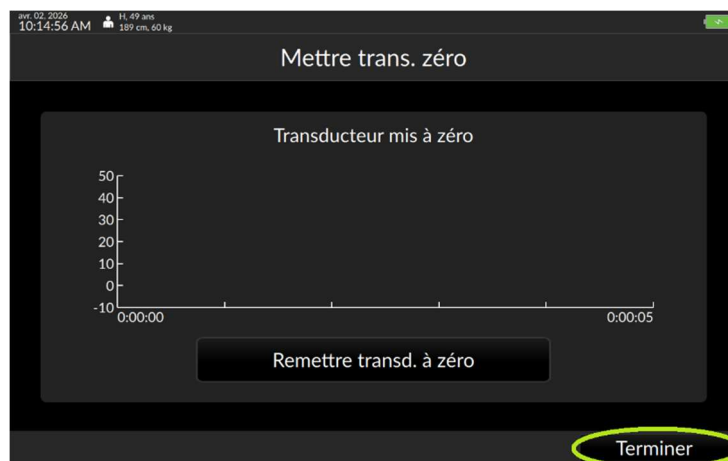 avr. 02, 2026
10:14:56 AM
H, 49 ans
189 cm, 60 kg
Mettre trans. zéro
Transducteur mis à zéro
50
40
30
20
10
0
-10
0:00:00
0:00:05
Remettre transd. à zéro
Terminer